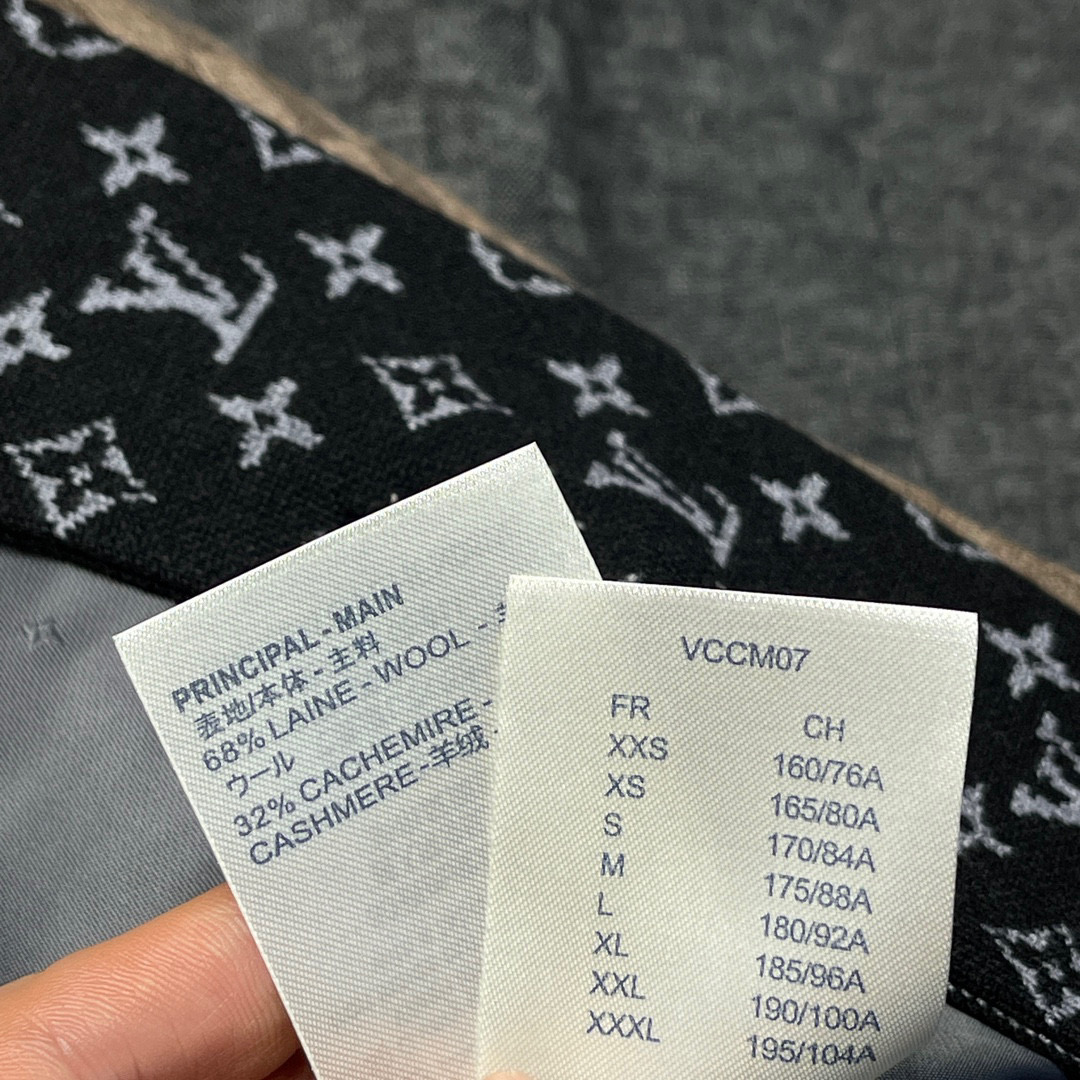 PRINCIPAL - MAIN
表地/本体 - 主料
68% LAINE - WOOL -
ウール
32% CACHEMIRE -
CASHMERE - 羊绒 -
VCCM07
FR CH
XXS 160/76A
XS 165/80A
S 170/84A
M 175/88A
L 180/92A
XL 185/96A
XXL 190/100A
XXXL 195/104A